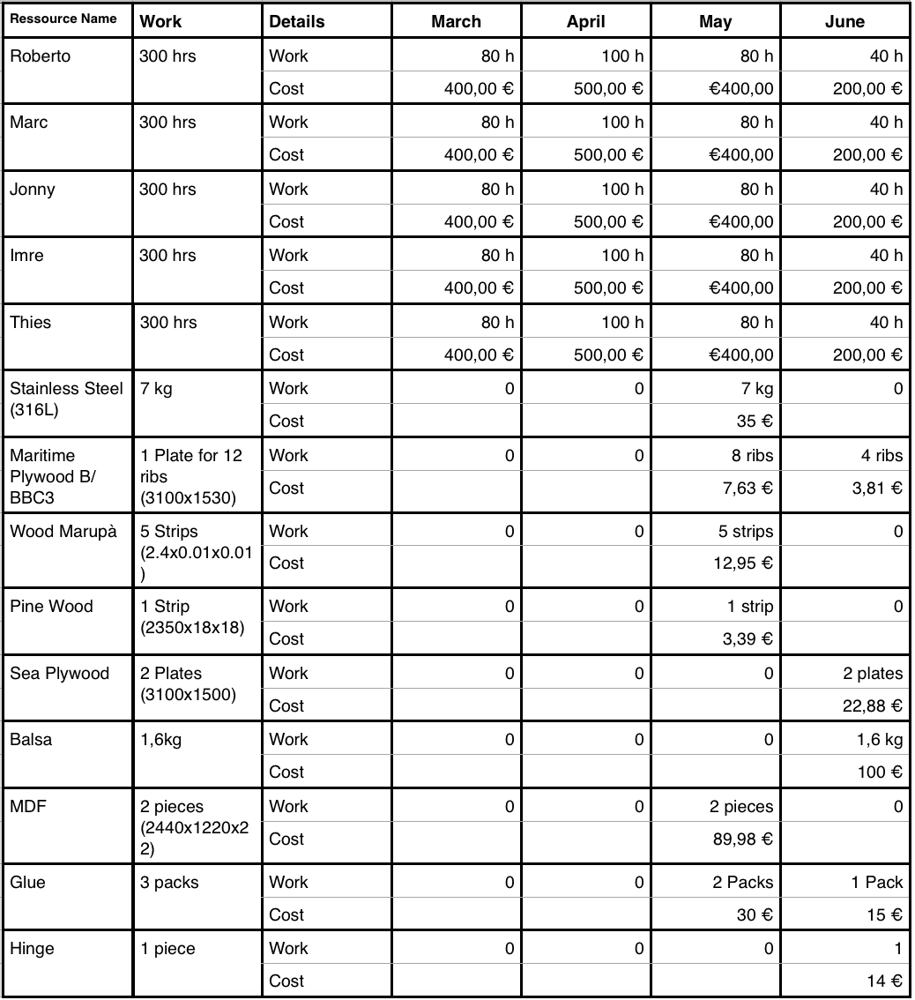 Ressource Name Work Details March April May June
Roberto 300 hrs Work 80 h 100 h 80 h 40 h
Cost 400,00 € 500,00 € €400,00 200,00 €
Marc 300 hrs Work 80 h 100 h 80 h 40 h
Cost 400,00 € 500,00 € €400,00 200,00 €
Jonny 300 hrs Work 80 h 100 h 80 h 40 h
Cost 400,00 € 500,00 € €400,00 200,00 €
Imre 300 hrs Work 80 h 100 h 80 h 40 h
Cost 400,00 € 500,00 € €400,00 200,00 €
Thies 300 hrs Work 80 h 100 h 80 h 40 h
Cost 400,00 € 500,00 € €400,00 200,00 €
Stainless Steel 7 kg Work 0 0 7 kg 0
(316L) Cost 35 €
Maritime 1 Plate for 12 Work 0 0 8 ribs 4 ribs
Plywood B/ ribs Cost 7,63 € 3,81 €
BBC3 (3100x1530)
Wood Marupà 5 Strips Work 0 0 5 strips 0
(2.4x0.01x0.01 Cost 12,95 €
)
Pine Wood 1 Strip Work 0 0 1 strip 0
(2350x18x18) Cost 3,39 €
Sea Plywood 2 Plates Work 0 0 0 2 plates
(3100x1500) Cost 22,88 €
Balsa 1,6kg Work 0 0 0 1,6 kg
Cost 100 €
MDF 2 pieces Work 0 0 2 pieces 0
(2440x1220x2 Cost 89,98 €
2)
Glue 3 packs Work 0 0 2 Packs 1 Pack
Cost 30 € 15 €
Hinge 1 piece Work 0 0 0 1
Cost 14 €